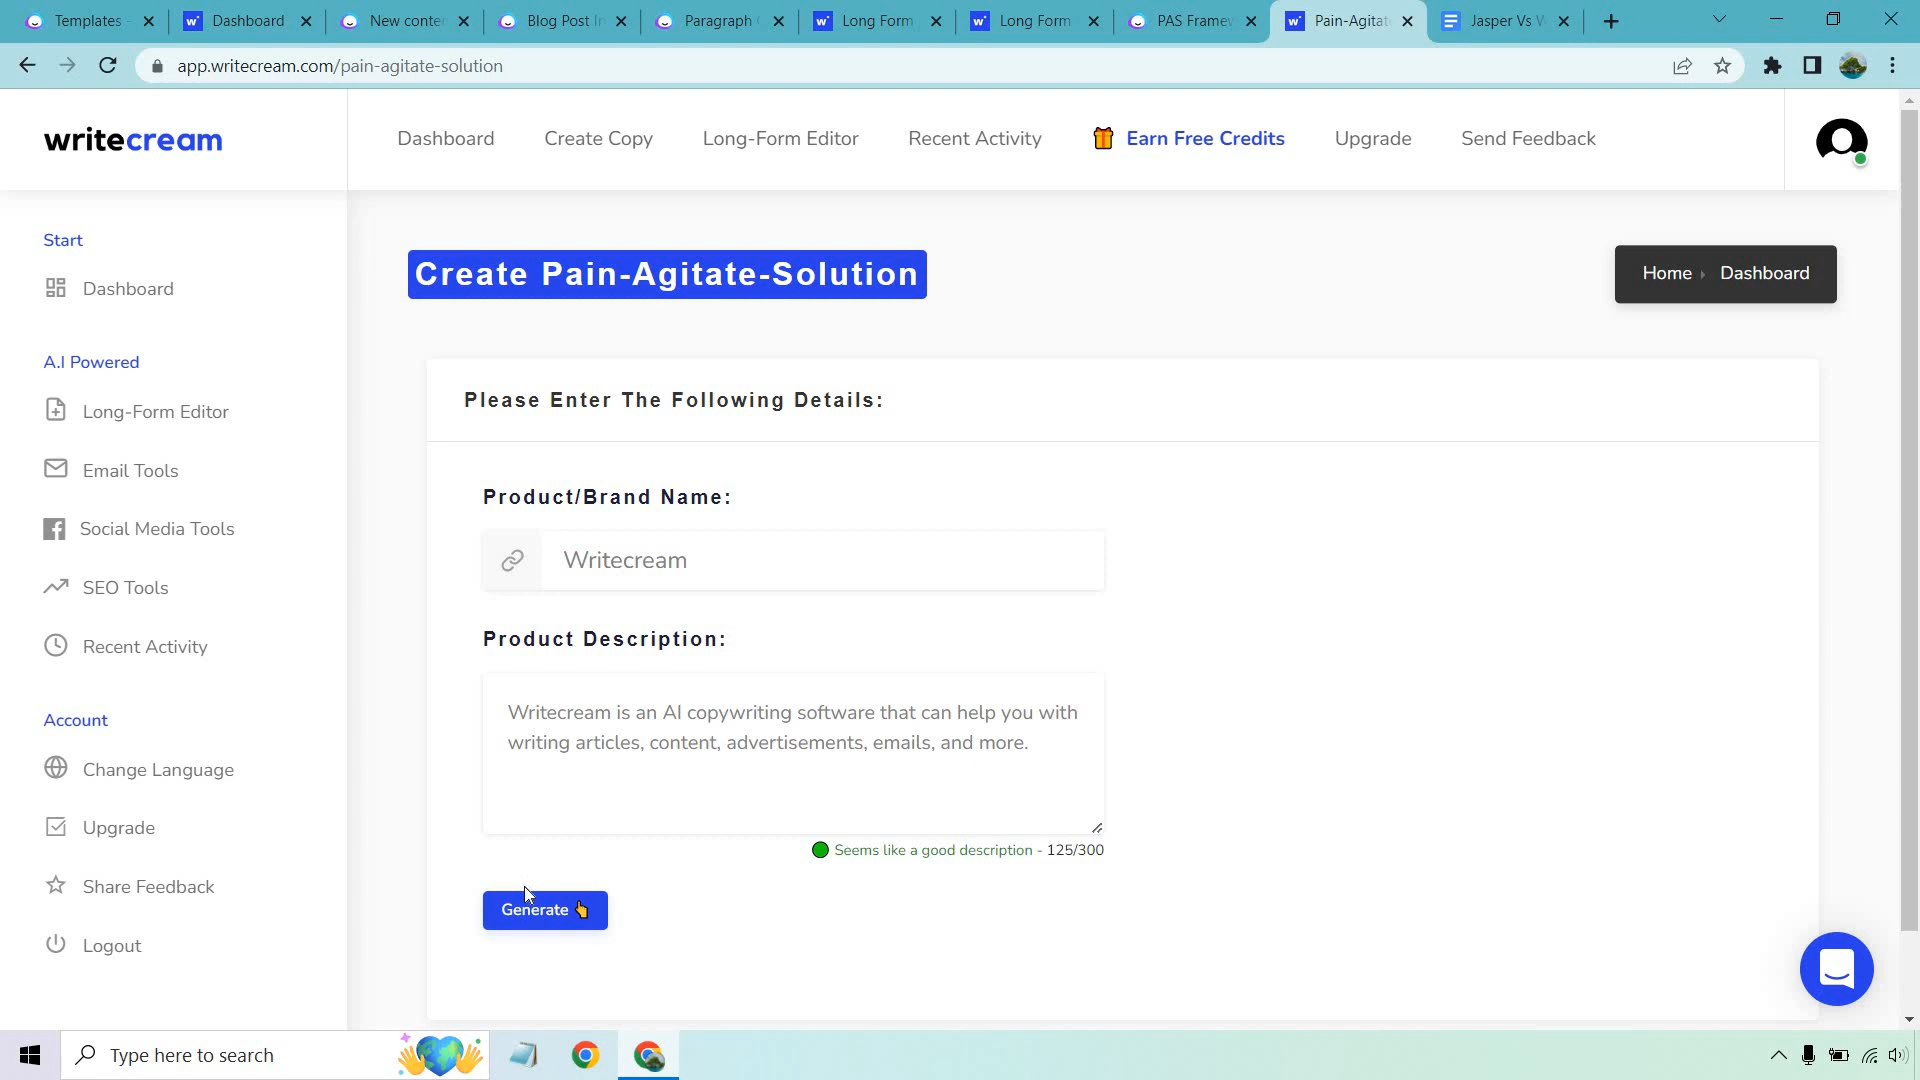 Templates -
Dashboard
New conten
Blog Post In
Paragraph
Long Form
Long Form
PAS Framew
Pain-Agitat
Jasper Vs W
app.writecream.com/pain-agitate-solution
writecream
Dashboard
Create Copy
Long-Form Editor
Recent Activity
Earn Free Credits
Upgrade
Send Feedback
Start
Dashboard
A.I Powered
Long-Form Editor
Email Tools
Social Media Tools
SEO Tools
Recent Activity
Account
Change Language
Upgrade
Share Feedback
Logout
Create Pain-Agitate-Solution
Home
Dashboard
Please Enter The Following Details:
Product/Brand Name:
Writecream
Product Description:
Writecream is an AI copywriting software that can help you with
writing articles, content, advertisements, emails, and more.
Seems like a good description - 125/300
Generate
Type here to search